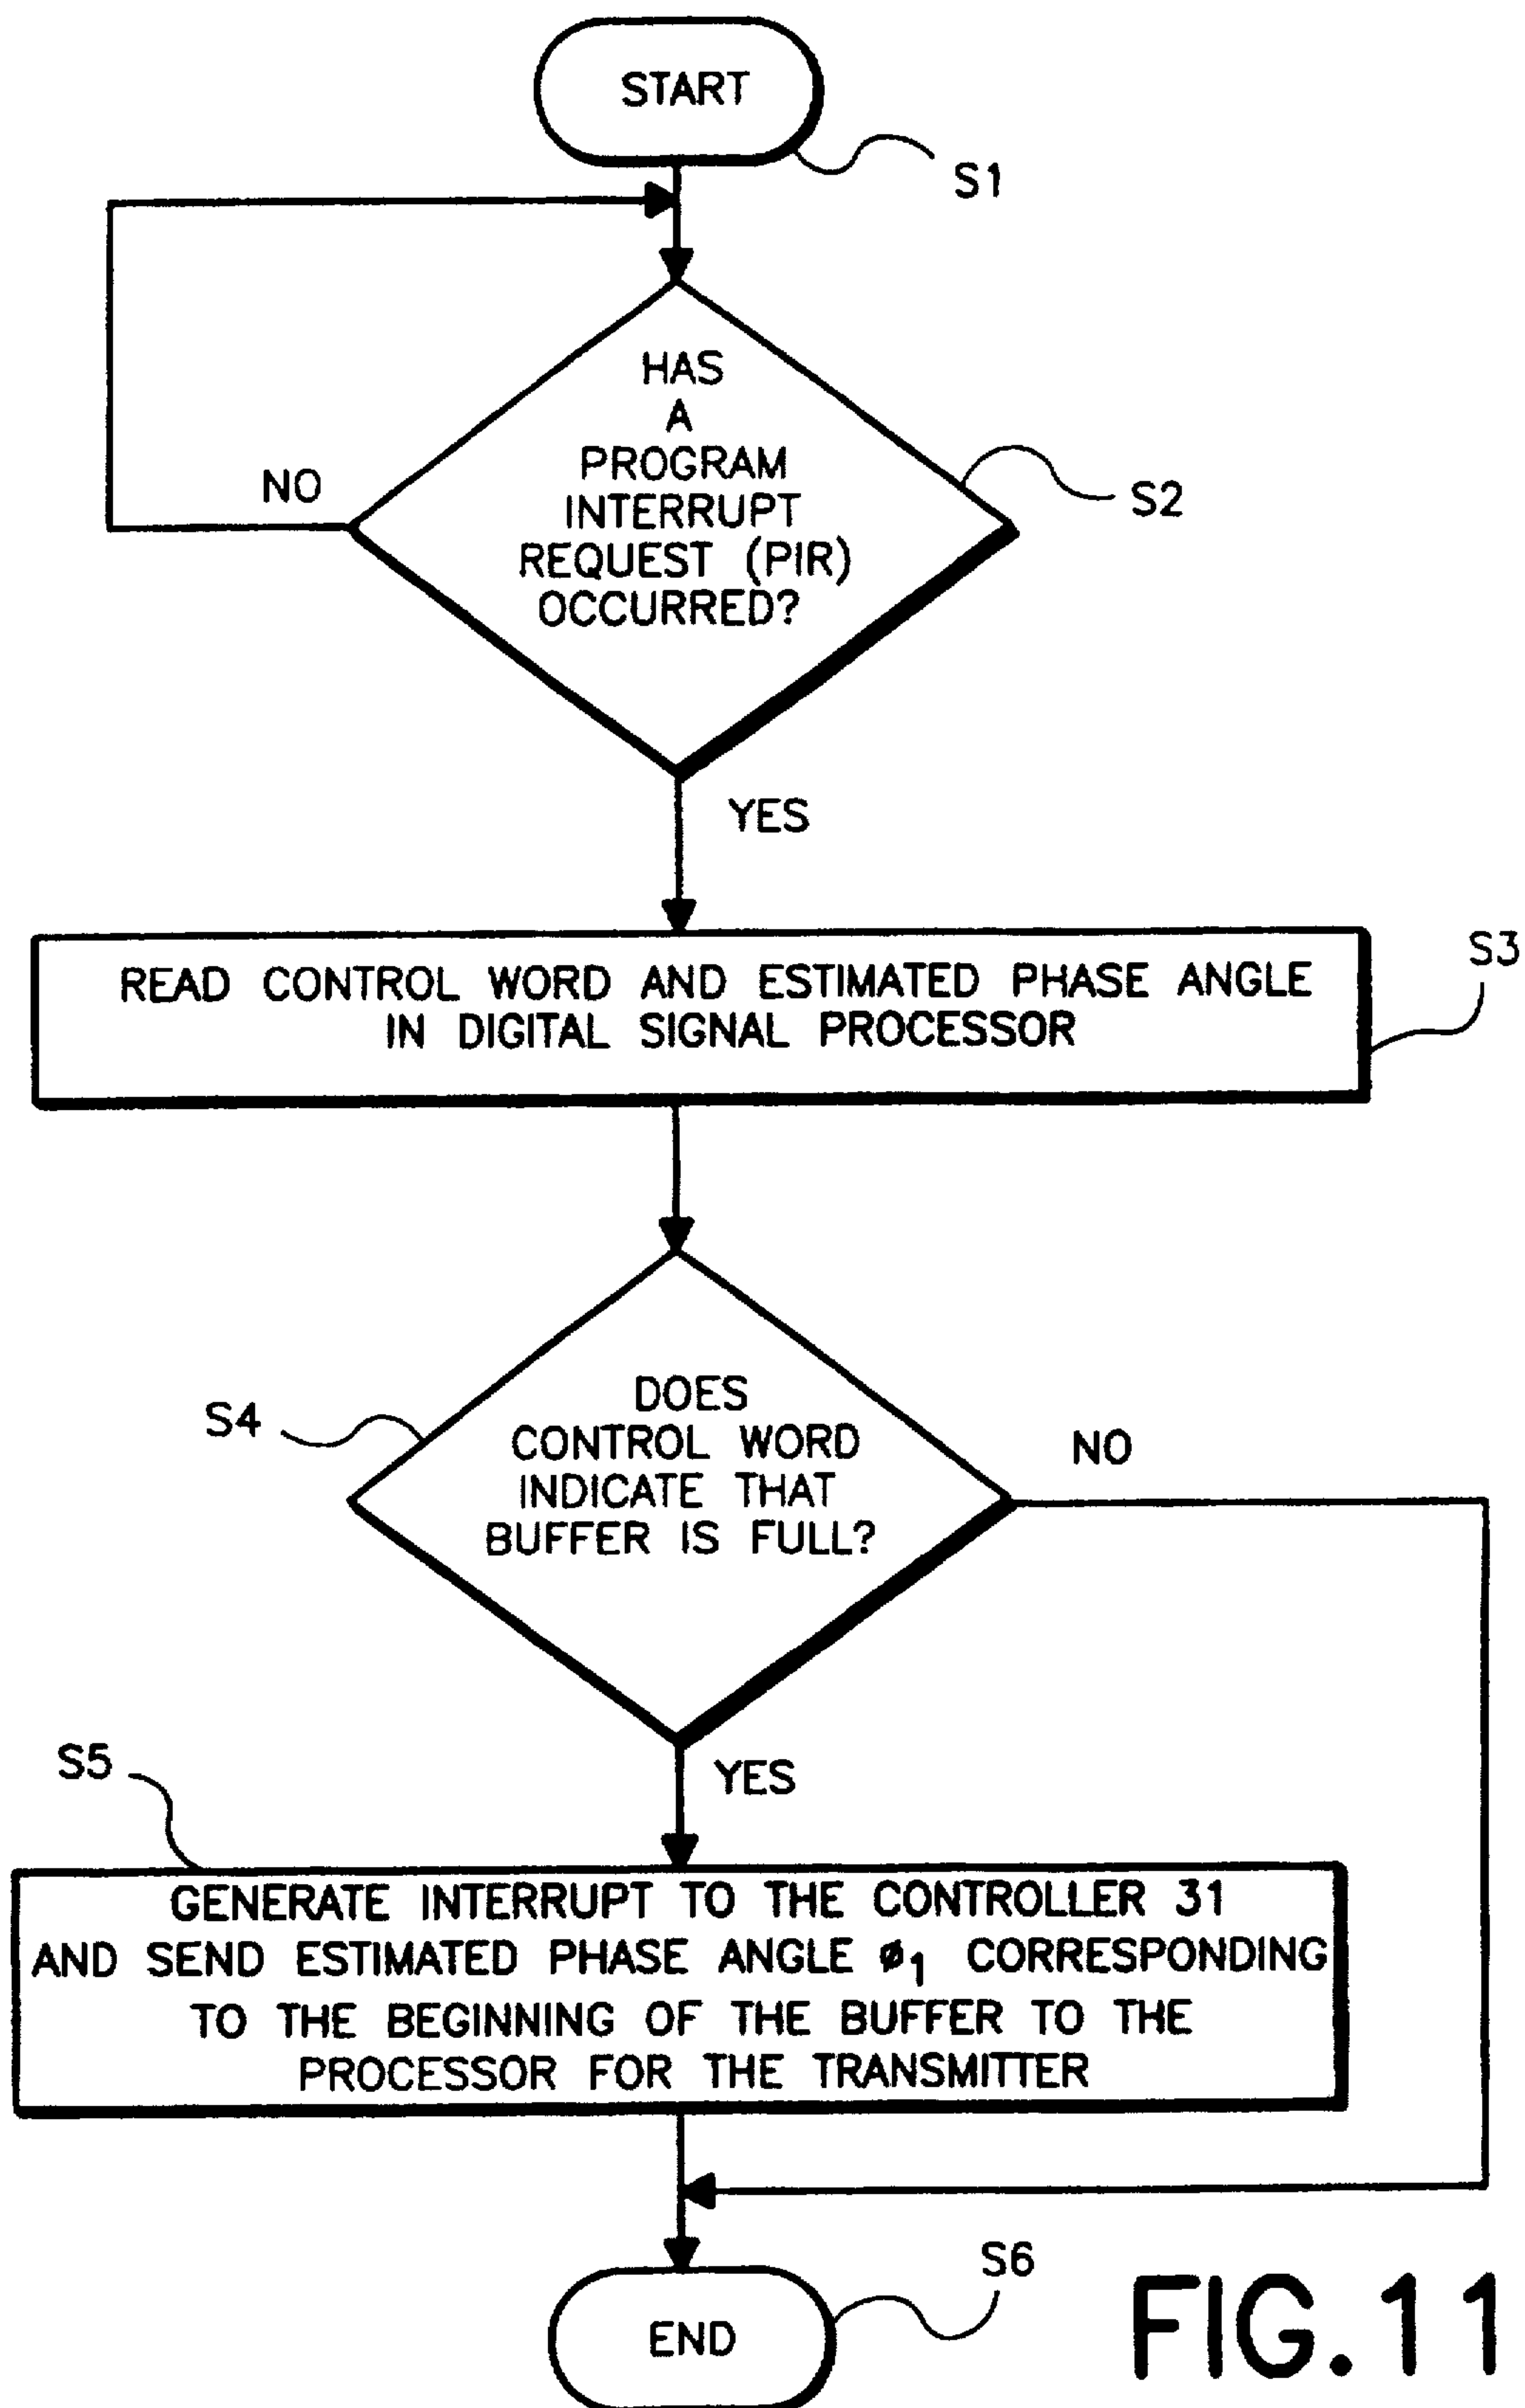 START
S1
HAS
A
PROGRAM
INTERRUPT
REQUEST (PIR)
OCCURRED?
NO
S2
YES
S3
READ CONTROL WORD AND ESTIMATED PHASE ANGLE
IN DIGITAL SIGNAL PROCESSOR
S4
DOES
CONTROL WORD
INDICATE THAT
BUFFER IS FULL?
NO
YES
S5
GENERATE INTERRUPT TO THE CONTROLLER 31
AND SEND ESTIMATED PHASE ANGLE ø₁ CORRESPONDING
TO THE BEGINNING OF THE BUFFER TO THE
PROCESSOR FOR THE TRANSMITTER
S6
END
FIG.11